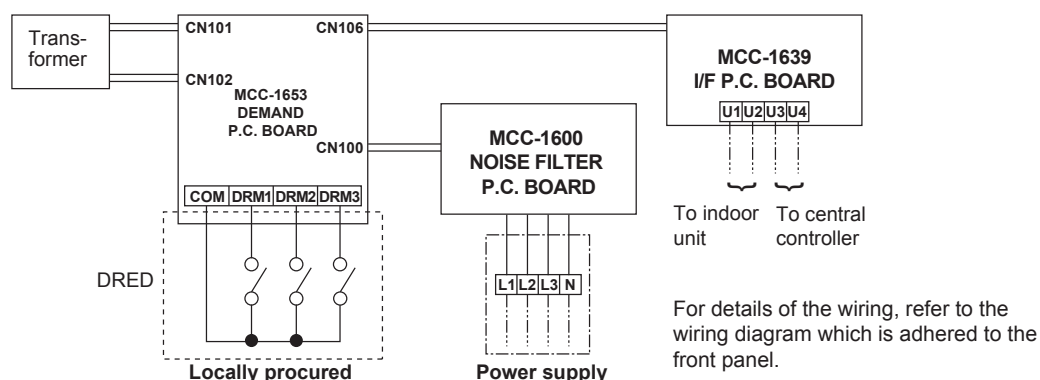 Trans-
former
CN101
CN106
CN102
MCC-1653
DEMAND
P.C. BOARD
CN100
COM DRM1 DRM2 DRM3
DRED
Locally procured
MCC-1600
NOISE FILTER
P.C. BOARD
L1 L2 L3 N
Power supply
MCC-1639
I/F P.C. BOARD
U1 U2 U3 U4
To indoor
unit
To central
controller
For details of the wiring, refer to the
wiring diagram which is adhered to the
front panel.